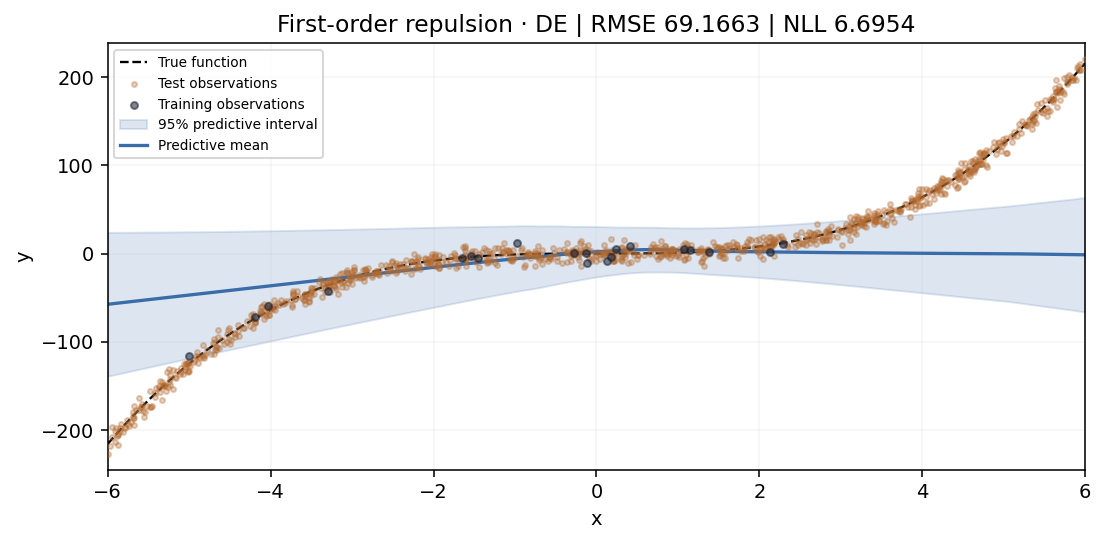 First-order repulsion · DE | RMSE 69.1663 | NLL 6.6954
True function
Test observations
Training observations
95% predictive interval
Predictive mean
200
100
0
−100
−200
y
−6
−4
−2
0
2
4
6
x